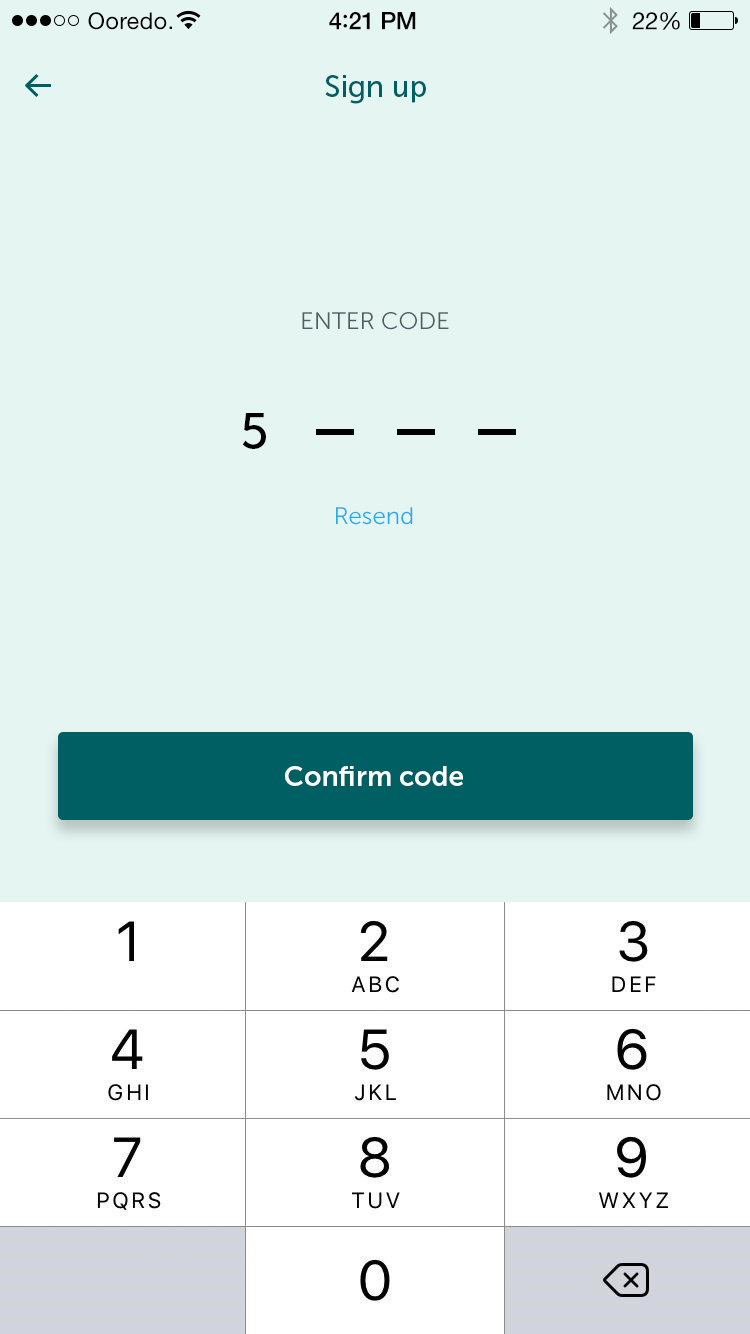 Ooredo. 4:21 PM 22%
Sign up
ENTER CODE
5
Resend
Confirm code
1 2 3
ABC DEF
4 5 6
GHI JKL MNO
7 8 9
PQRS TUV WXYZ
0